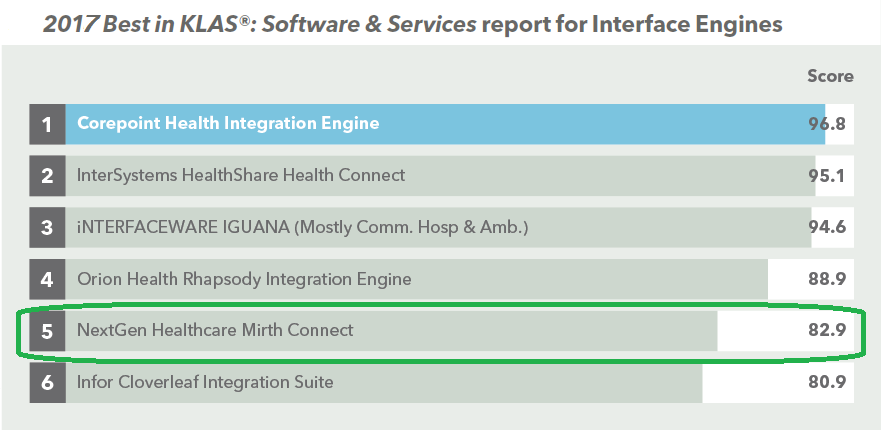 2017 Best in KLAS®: Software & Services report for Interface Engines
Score
1 Corepoint Health Integration Engine 96.8
2 InterSystems HealthShare Health Connect 95.1
3 iNTERFACEWARE IGUANA (Mostly Comm. Hosp & Amb.) 94.6
4 Orion Health Rhapsody Integration Engine 88.9
5 NextGen Healthcare Mirth Connect 82.9
6 Infor Cloverleaf Integration Suite 80.9